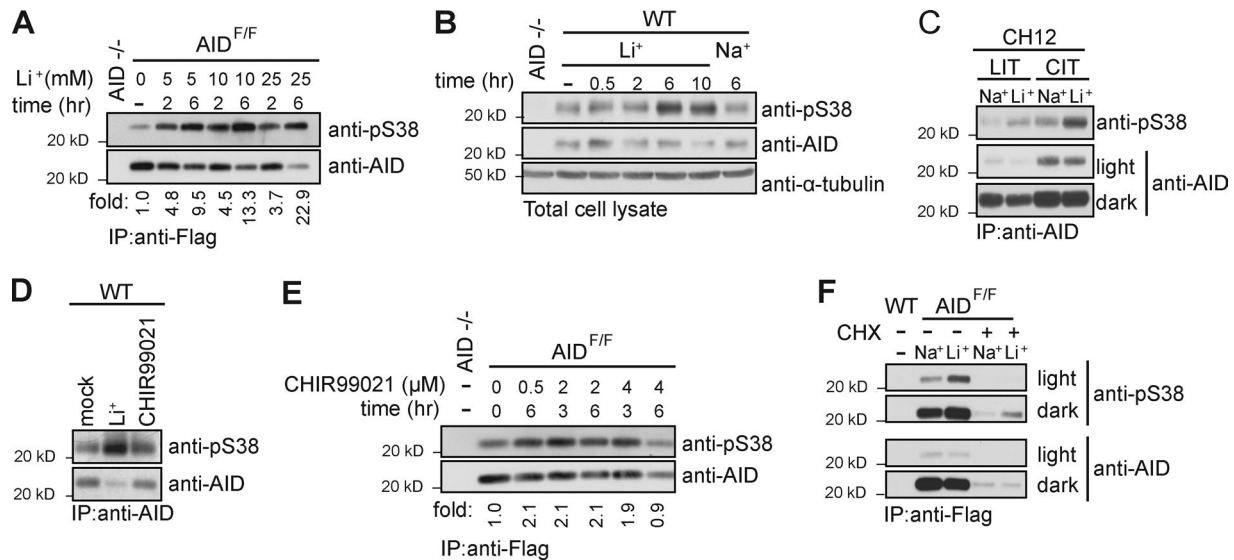 A
AID -/-
AID F/F
Li+(mM) 0 5 5 10 10 25 25
time (hr) – 2 6 2 6 2 6
20 kD anti-pS38
20 kD anti-AID
fold: 1.0 4.8 9.5 4.5 13.3 3.7 22.9
IP:anti-Flag
B
AID -/-
WT
Li+ Na+
time (hr) – 0.5 2 6 10 6
20 kD anti-pS38
20 kD anti-AID
50 kD anti-α-tubulin
Total cell lysate
C
CH12
LIT CIT
Na+ Li+ Na+ Li+
20 kD anti-pS38
light
20 kD dark
anti-AID
IP:anti-AID
D
WT
mock Li+ CHIR99021
20 kD anti-pS38
20 kD anti-AID
IP:anti-AID
E
AID -/-
AID F/F
CHIR99021 (µM) – 0 0.5 2 2 4 4
time (hr) – 0 6 3 6 3 6
20 kD anti-pS38
20 kD anti-AID
fold: 1.0 2.1 2.1 2.1 1.9 0.9
IP:anti-Flag
F
WT AID F/F
CHX – – – + +
– Na+ Li+ Na+ Li+
20 kD light
20 kD dark
anti-pS38
light
20 kD dark
anti-AID
IP:anti-Flag